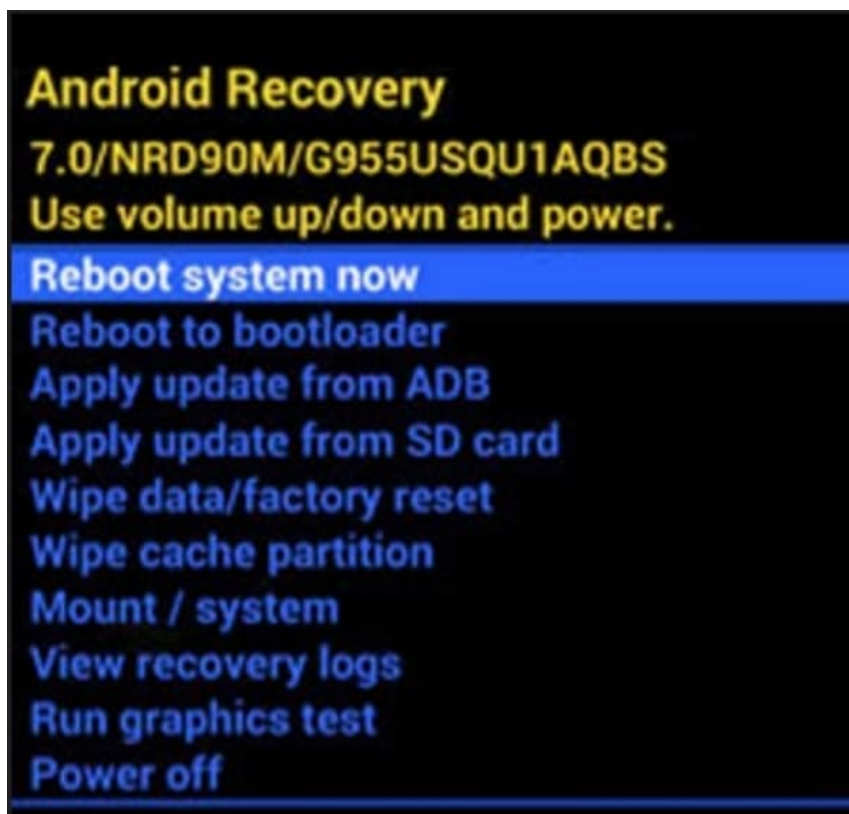 Android Recovery
7.0/NRD90M/G955USQU1AQBS
Use volume up/down and power.
Reboot system now
Reboot to bootloader
Apply update from ADB
Apply update from SD card
Wipe data/factory reset
Wipe cache partition
Mount / system
View recovery logs
Run graphics test
Power off